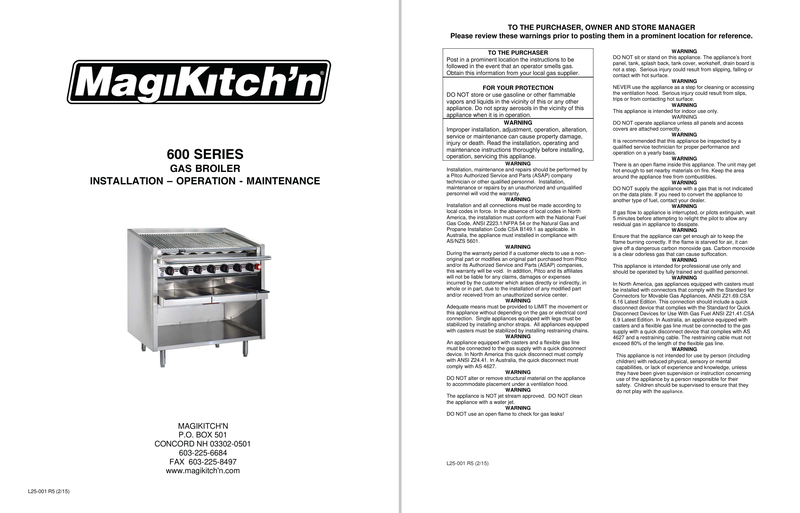 MagiKitch'n®
600 SERIES
GAS BROILER
INSTALLATION – OPERATION - MAINTENANCE
MAGIKITCH'N
P.O. BOX 501
CONCORD NH 03302-0501
603-225-6684
FAX 603-225-8497
www.magikitch'n.com
L25-001 R5 (2/15)
TO THE PURCHASER, OWNER AND STORE MANAGER
Please review these warnings prior to posting them in a prominent location for reference.
TO THE PURCHASER
Post in a prominent location the instructions to be
followed in the event that an operator smells gas.
Obtain this information from your local gas supplier.
FOR YOUR PROTECTION
DO NOT store or use gasoline or other flammable
vapors and liquids in the vicinity of this or any other
appliance. Do not spray aerosols in the vicinity of this
appliance when it is in operation.
WARNING
Improper installation, adjustment, operation, alteration,
service or maintenance can cause property damage,
injury or death. Read the installation, operating and
maintenance instructions thoroughly before installing,
operation, servicing this appliance.
WARNING
Installation, maintenance and repairs should be performed by
a Pitco Authorized Service and Parts (ASAP) company
technician or other qualified personnel. Installation,
maintenance or repairs by an unauthorized and unqualified
personnel will void the warranty.
WARNING
Installation and all connections must be made according to
local codes in force. In the absence of local codes in North
America, the installation must conform with the National Fuel
Gas Code, ANSI Z223.1/NFPA 54 or the Natural Gas and
Propane Installation Code CSA B149.1 as applicable. In
Australia, the appliance must installed in compliance with
AS/NZS 5601.
WARNING
During the warranty period if a customer elects to use a non-
original part or modifies an original part purchased from Pitco
and/or its Authorized Service and Parts (ASAP) companies,
this warranty will be void. In addition, Pitco and its affiliates
will not be liable for any claims, damages or expenses
incurred by the customer which arises directly or indirectly, in
whole or in part, due to the installation of any modified part
and/or received from an unauthorized service center.
WARNING
Adequate means must be provided to LIMIT the movement or
this appliance without depending on the gas or electrical cord
connection. Single appliances equipped with legs must be
stabilized by installing anchor straps. All appliances equipped
with casters must be stabilized by installing restraining chains.
WARNING
An appliance equipped with casters and a flexible gas line
must be connected to the gas supply with a quick disconnect
device. In North America this quick disconnect must comply
with ANSI Z24.41. In Australia, the quick disconnect must
comply with AS 4627.
WARNING
DO NOT alter or remove structural material on the appliance
to accommodate placement under a ventilation hood.
WARNING
The appliance is NOT jet stream approved. DO NOT clean
the appliance with a water jet.
WARNING
DO NOT use an open flame to check for gas leaks!
WARNING
DO NOT sit or stand on this appliance. The appliance's front
panel, tank, splash back, tank cover, workshelf, drain board is
not a step. Serious injury could result from slipping, falling or
contact with hot surface.
WARNING
NEVER use the appliance as a step for cleaning or accessing
the ventilation hood. Serious injury could result from slips,
trips or from contacting hot surface.
WARNING
This appliance is intended for indoor use only.
WARNING
DO NOT operate appliance unless all panels and access
covers are attached correctly.
WARNING
It is recommended that this appliance be inspected by a
qualified service technician for proper performance and
operation on a yearly basis.
WARNING
There is an open flame inside this appliance. The unit may get
hot enough to set nearby materials on fire. Keep the area
around the appliance free from combustibles.
WARNING
DO NOT supply the appliance with a gas that is not indicated
on the data plate. If you need to convert the appliance to
another type of fuel, contact your dealer.
WARNING
If gas flow to appliance is interrupted, or pilots extinguish, wait
5 minutes before attempting to relight the pilot to allow any
residual gas in appliance to dissipate.
WARNING
Ensure that the appliance can get enough air to keep the
flame burning correctly. If the flame is starved for air, it can
give off a dangerous carbon monoxide gas. Carbon monoxide
is a clear odorless gas that can cause suffocation.
WARNING
This appliance is intended for professional use only and
should be operated by fully trained and qualified personnel.
WARNING
In North America, gas appliances equipped with casters must
be installed with connectors that comply with the Standard for
Connectors for Movable Gas Appliances, ANSI Z21.69.CSA
6.16 Latest Edition. This connection should include a quick
disconnect device that complies with the Standard for Quick
Disconnect Devices for Use With Gas Fuel ANSI Z21.41.CSA
6.9 Latest Edition. In Australia, an appliance equipped with
casters and a flexible gas line must be connected to the gas
supply with a quick disconnect device that complies with AS
4627 and a restraining cable. The restraining cable must not
exceed 80% of the length of the flexible gas line.
WARNING
This appliance is not intended for use by person (including
children) with reduced physical, sensory or mental
capabilities, or lack of experience and knowledge, unless
they have been given supervision or instruction concerning
use of the appliance by a person responsible for their
safety. Children should be supervised to ensure that they
do not play with the appliance.
L25-001 R5 (2/15)